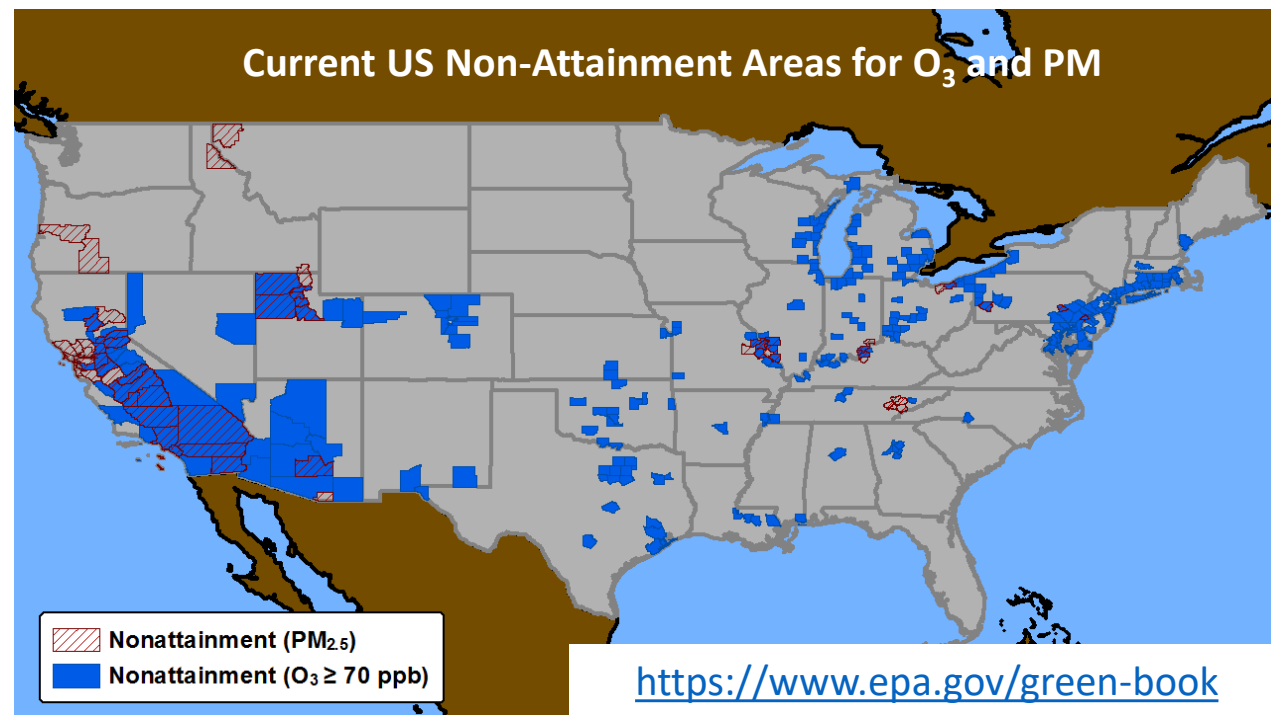 Current US Non-Attainment Areas for O₃ and PM
Nonattainment (PM₂.₅)
Nonattainment (O₃ ≥ 70 ppb)
https://www.epa.gov/green-book